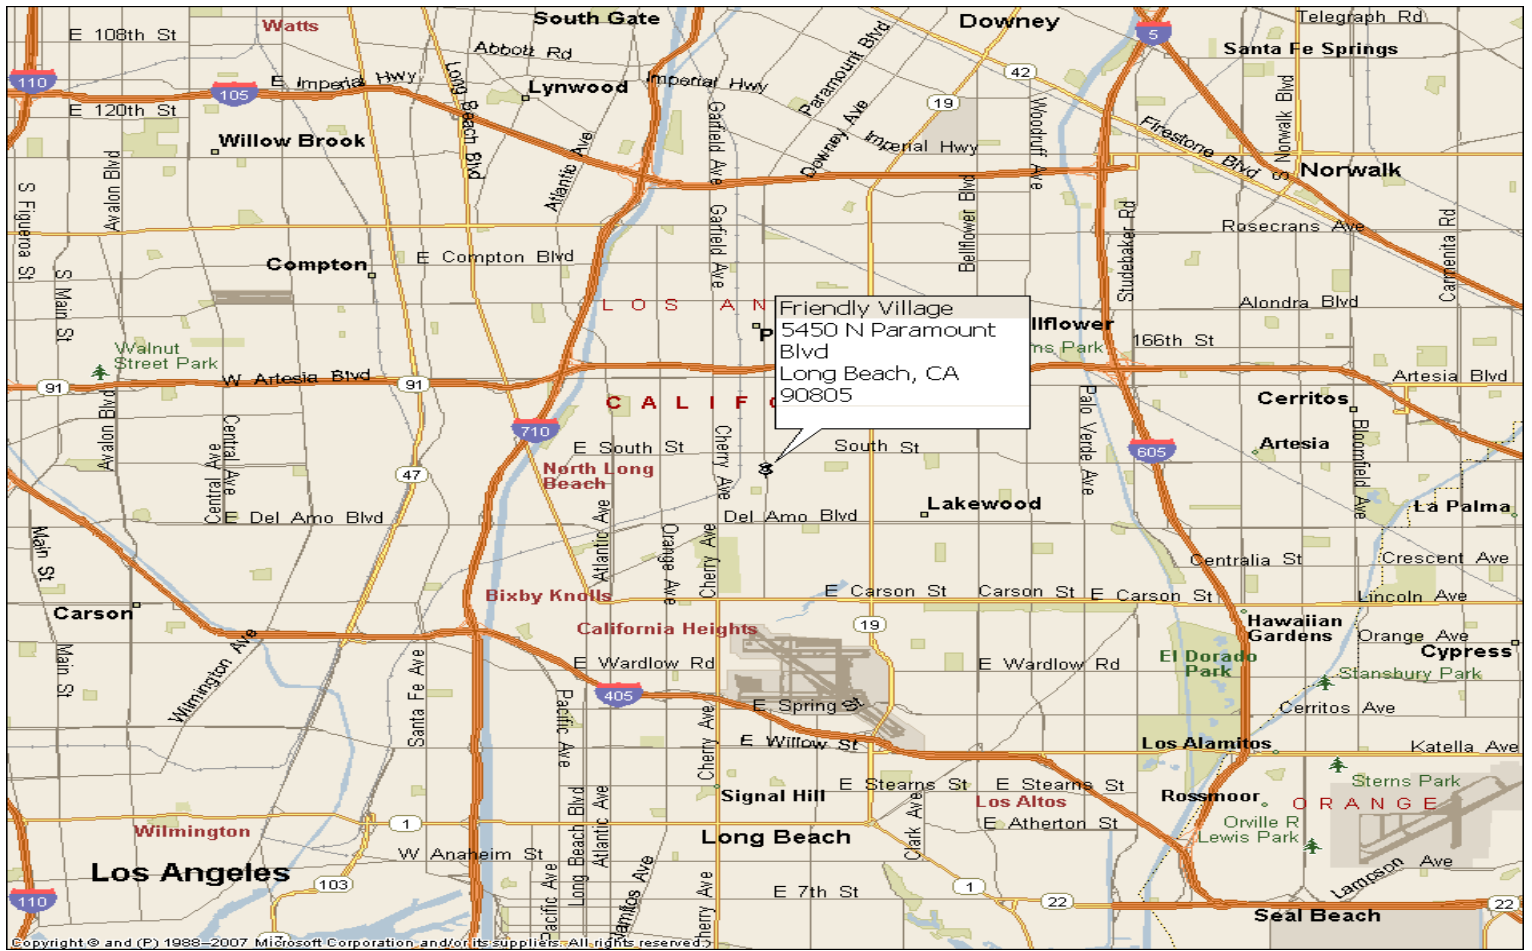 South Gate
Downey
Telegraph Rd
Watts
E 108th St
Abbott Rd
5
Santa Fe Springs
Paramount Blvd
110
105
E Imperial Hwy
Long Beach Blvd
Lynwood
Imperial Hwy
42
19
Woodruff Ave
S Norwalk Blvd
E 120th St
Garfield Ave
Downey Ave
Imperial Hwy
Firestone Blvd
Willow Brook
Atlantic Ave
Norwalk
Avalon Blvd
S Figueroa St
Garfield Ave
Bellflower Blvd
Studebaker Rd
Rosecrans Ave
Carmenita Rd
Compton
E Compton Blvd
S Main St
LOS AN
Alondra Blvd
Friendly Village
5450 N Paramount
Blvd
Long Beach, CA
90805
P
llflower
166th St
ms Park
Walnut
Street Park
91
W Artesia Blvd
91
Artesia Blvd
CALIFO
Cerritos
Avalon Blvd
Central Ave
Central Ave
710
E South St
Cherry Ave
South St
Palo Verde Ave
605
Artesia
Bloomfield Ave
47
North Long
Beach
Lakewood
La Palma
E Del Amo Blvd
Del Amo Blvd
Main St
Atlantic Ave
Orange Ave
Cherry Ave
Centralia St
Crescent Ave
Bixby Knolls
E Carson St
Carson St
E Carson St
Lincoln Ave
Carson
California Heights
19
Hawaiian
Gardens
Orange Ave
Cypress
Main St
Wilmington Ave
Santa Fe Ave
E Wardlow Rd
E Wardlow Rd
El Dorado
Park
Stansbury Park
405
Pacific Ave
E Spring St
Cerritos Ave
Cherry Ave
E Willow St
Los Alamitos
Katella Ave
E Stearns St
E Stearns St
Sterns Park
Signal Hill
Los Altos
Rossmoor
ORANGE
Long Beach Blvd
Atlantic Ave
Clark Ave
E Atherton St
Orville R
Lewis Park
Wilmington
1
Long Beach
W Anaheim St
Los Angeles
103
Lampson Ave
110
Pacific Ave
Alamitos Ave
Cherry Ave
E 7th St
1
22
22
Seal Beach
Copyright © and (P) 1988–2007 Microsoft Corporation and/or its suppliers. All rights reserved.